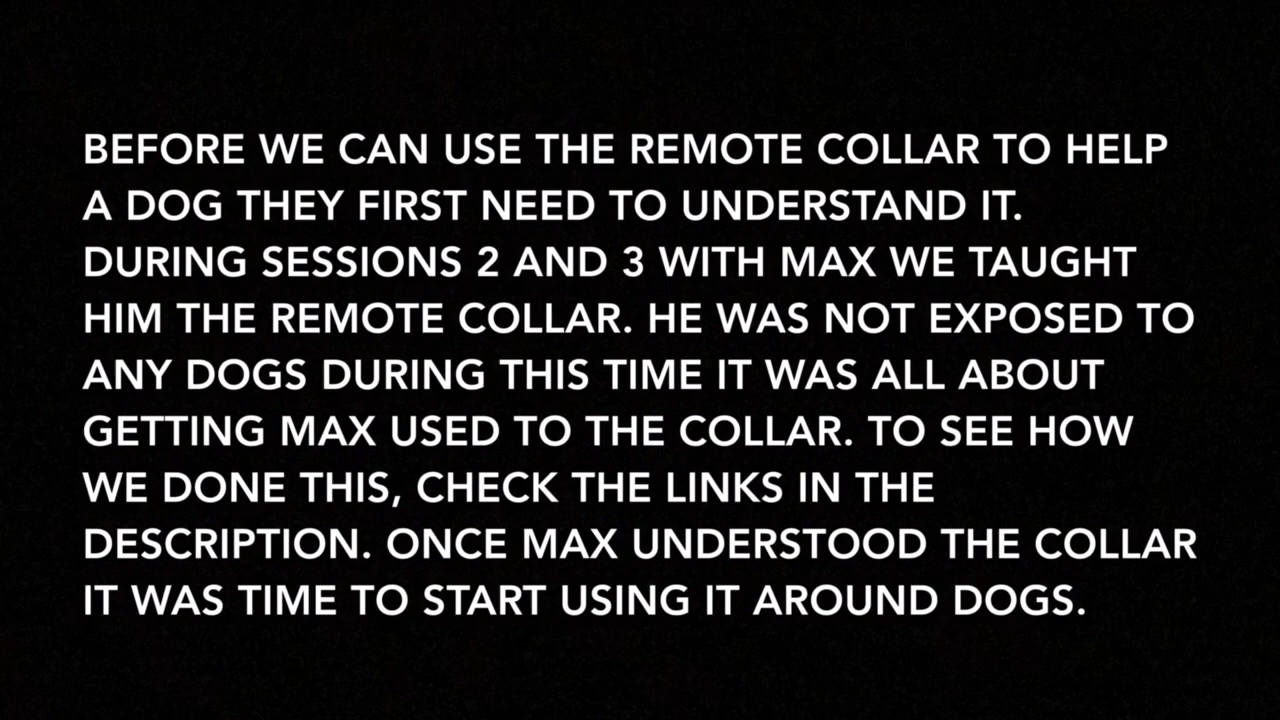 BEFORE WE CAN USE THE REMOTE COLLAR TO HELP
A DOG THEY FIRST NEED TO UNDERSTAND IT.
DURING SESSIONS 2 AND 3 WITH MAX WE TAUGHT
HIM THE REMOTE COLLAR. HE WAS NOT EXPOSED TO
ANY DOGS DURING THIS TIME IT WAS ALL ABOUT
GETTING MAX USED TO THE COLLAR. TO SEE HOW
WE DONE THIS, CHECK THE LINKS IN THE
DESCRIPTION. ONCE MAX UNDERSTOOD THE COLLAR
IT WAS TIME TO START USING IT AROUND DOGS.